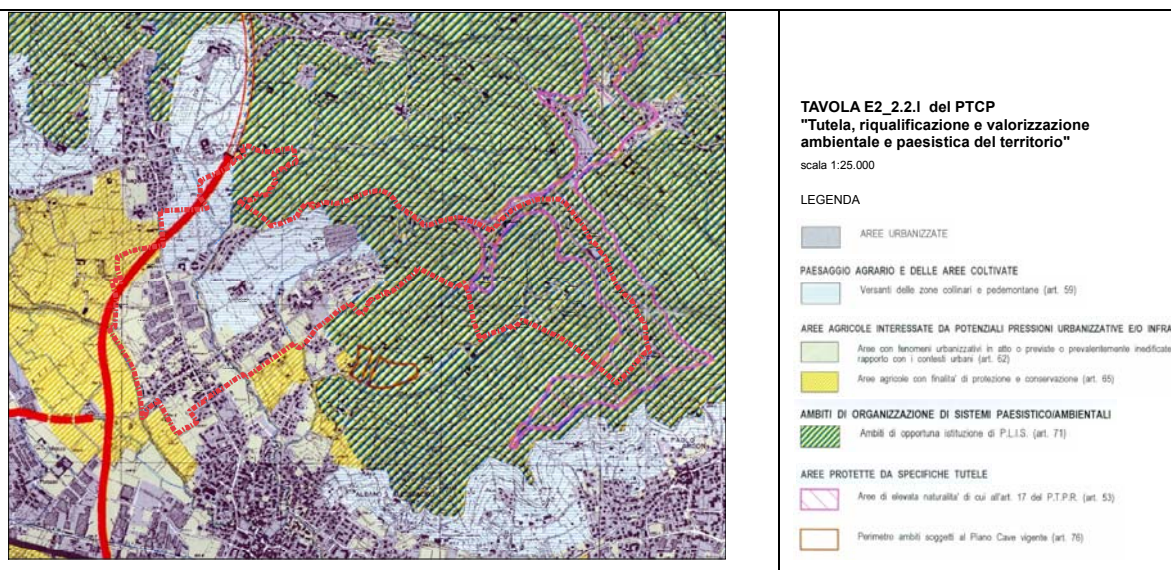 TAVOLA E2_2.2.I del PTCP
"Tutela, riqualificazione e valorizzazione
ambientale e paesistica del territorio"
scala 1:25.000
LEGENDA
AREE URBANIZZATE
PAESAGGIO AGRARIO E DELLE AREE COLTIVATE
Versanti delle zone collinari e pedemontane (art. 59)
AREE AGRICOLE INTERESSATE DA POTENZIALI PRESSIONI URBANIZZATIVE E/O INFRA
Aree con fenomeni urbanizzativi in atto o previste o prevalentemente inedificate
rapporto con i contesti urbani (art. 62)
Aree agricole con finalita' di protezione e conservazione (art. 65)
AMBITI DI ORGANIZZAZIONE DI SISTEMI PAESISTICO/AMBIENTALI
Ambiti di opportuna istituzione di P.L.I.S. (art. 71)
AREE PROTETTE DA SPECIFICHE TUTELE
Aree di elevata naturalita' di cui all'art. 17 del P.T.P.R. (art. 53)
Perimetro ambiti soggetti al Piano Cave vigente (art. 76)